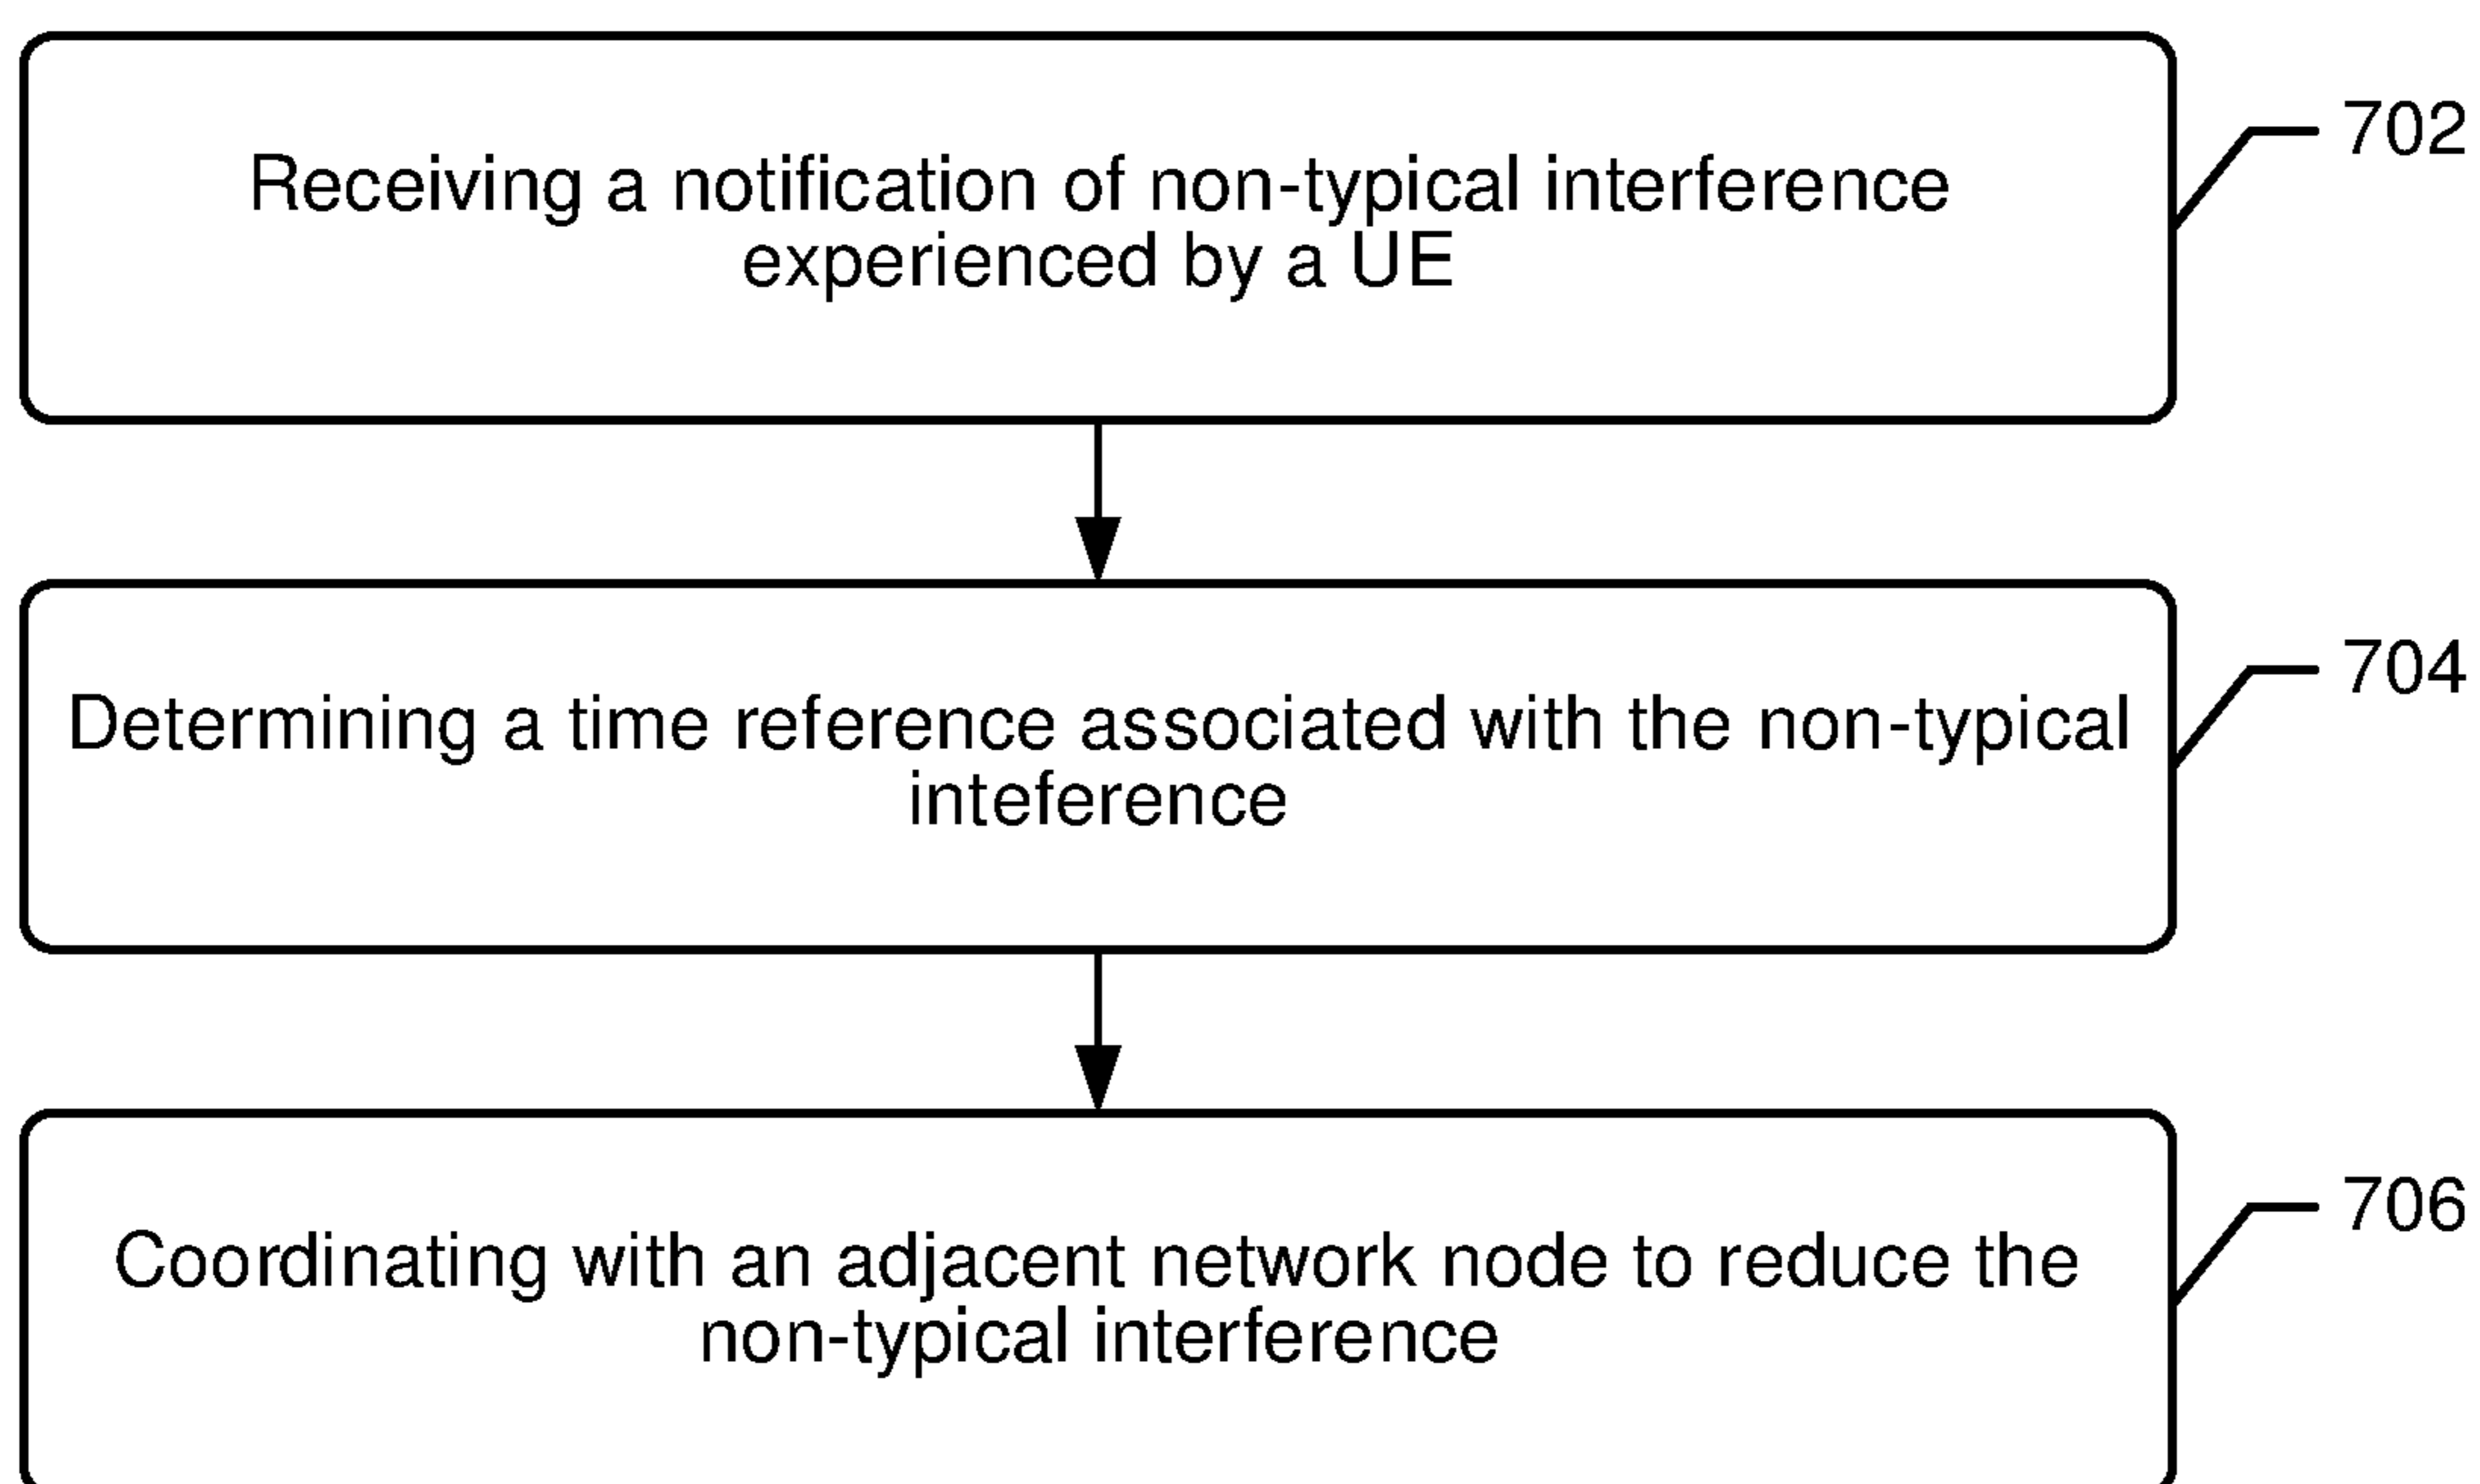 Receiving a notification of non-typical interference
experienced by a UE
702
Determining a time reference associated with the non-typical
inteference
704
Coordinating with an adjacent network node to reduce the
non-typical interference
706